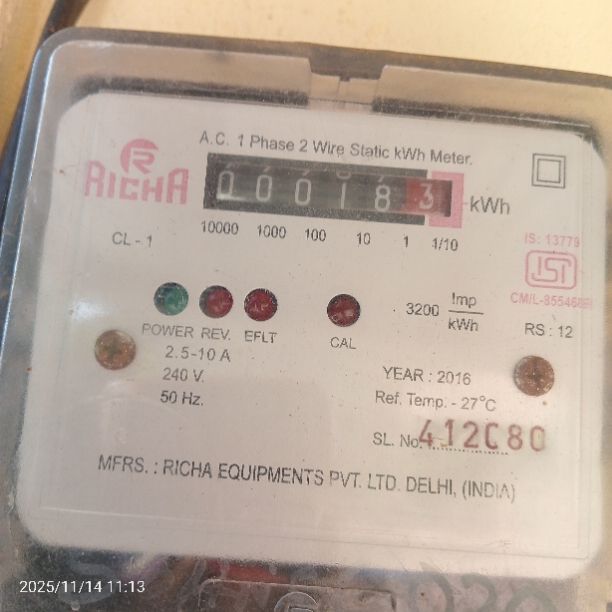 A.C. 1 Phase 2 Wire Static kWh Meter.
R
RICHA
000183 kWh
10000 1000 100 10 1 1/10
CL - 1
IS: 13779
ISI
3200 Imp/kWh
RS : 12
POWER REV. EFLT CAL
2.5-10 A
240 V.
50 Hz.
YEAR : 2016
Ref. Temp. - 27°C
SL. No. 412080
MFRS. : RICHA EQUIPMENTS PVT. LTD. DELHI, (INDIA)
2025/11/14 11:13